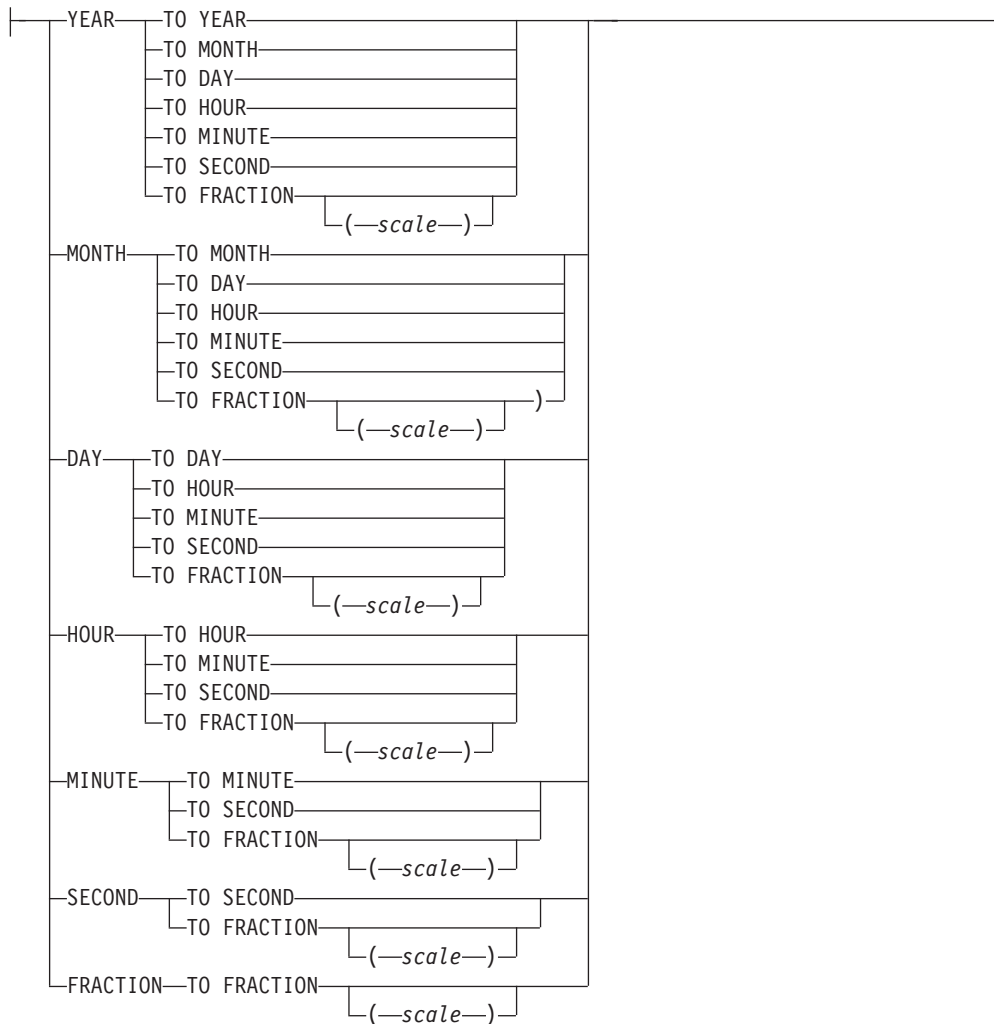 YEAR TO YEAR
TO MONTH
TO DAY
TO HOUR
TO MINUTE
TO SECOND
TO FRACTION
( scale )
MONTH TO MONTH
TO DAY
TO HOUR
TO MINUTE
TO SECOND
TO FRACTION )
( scale )
DAY TO DAY
TO HOUR
TO MINUTE
TO SECOND
TO FRACTION
( scale )
HOUR TO HOUR
TO MINUTE
TO SECOND
TO FRACTION
( scale )
MINUTE TO MINUTE
TO SECOND
TO FRACTION
( scale )
SECOND TO SECOND
TO FRACTION
( scale )
FRACTION TO FRACTION
( scale )